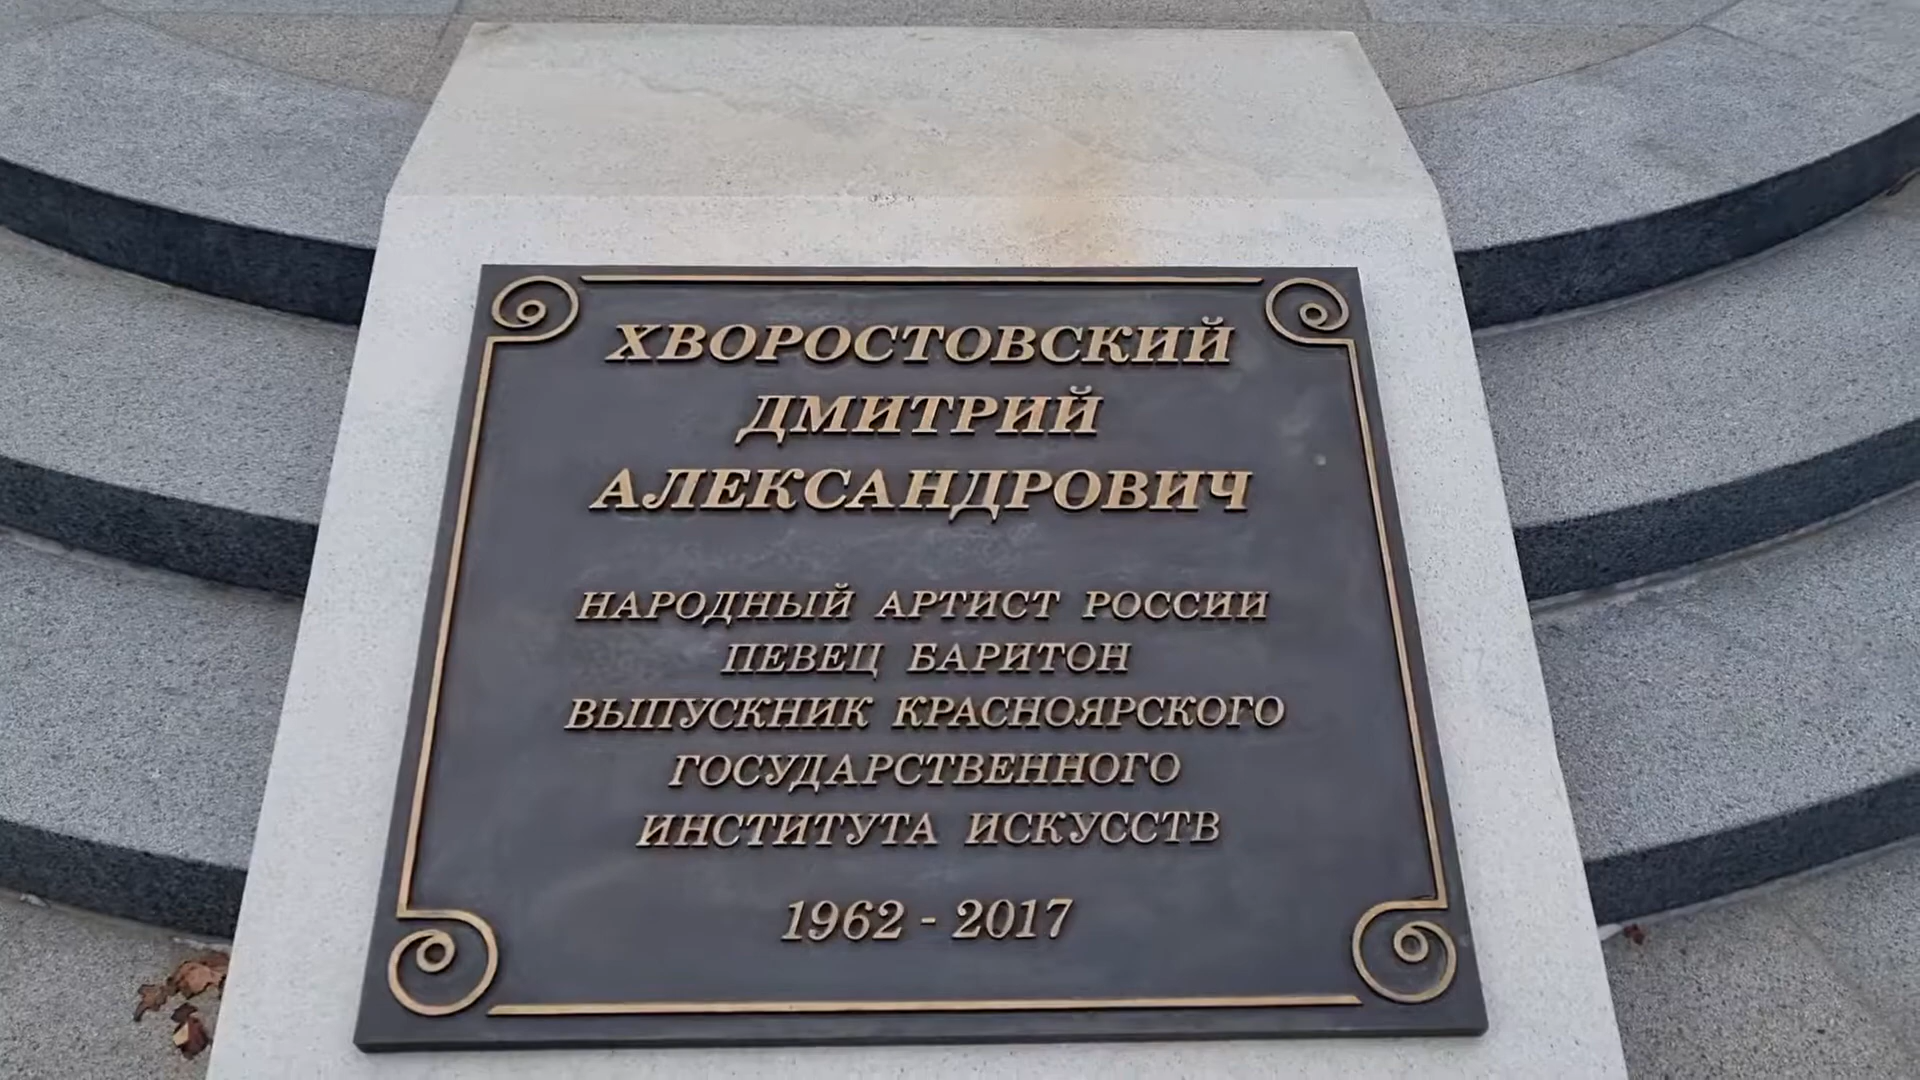 ХВОРОСТОВСКИЙ
ДМИТРИЙ
АЛЕКСАНДРОВИЧ
НАРОДНЫЙ АРТИСТ РОССИИ
ПЕВЕЦ БАРИТОН
ВЫПУСКНИК КРАСНОЯРСКОГО
ГОСУДАРСТВЕННОГО
ИНСТИТУТА ИСКУССТВ
1962 - 2017